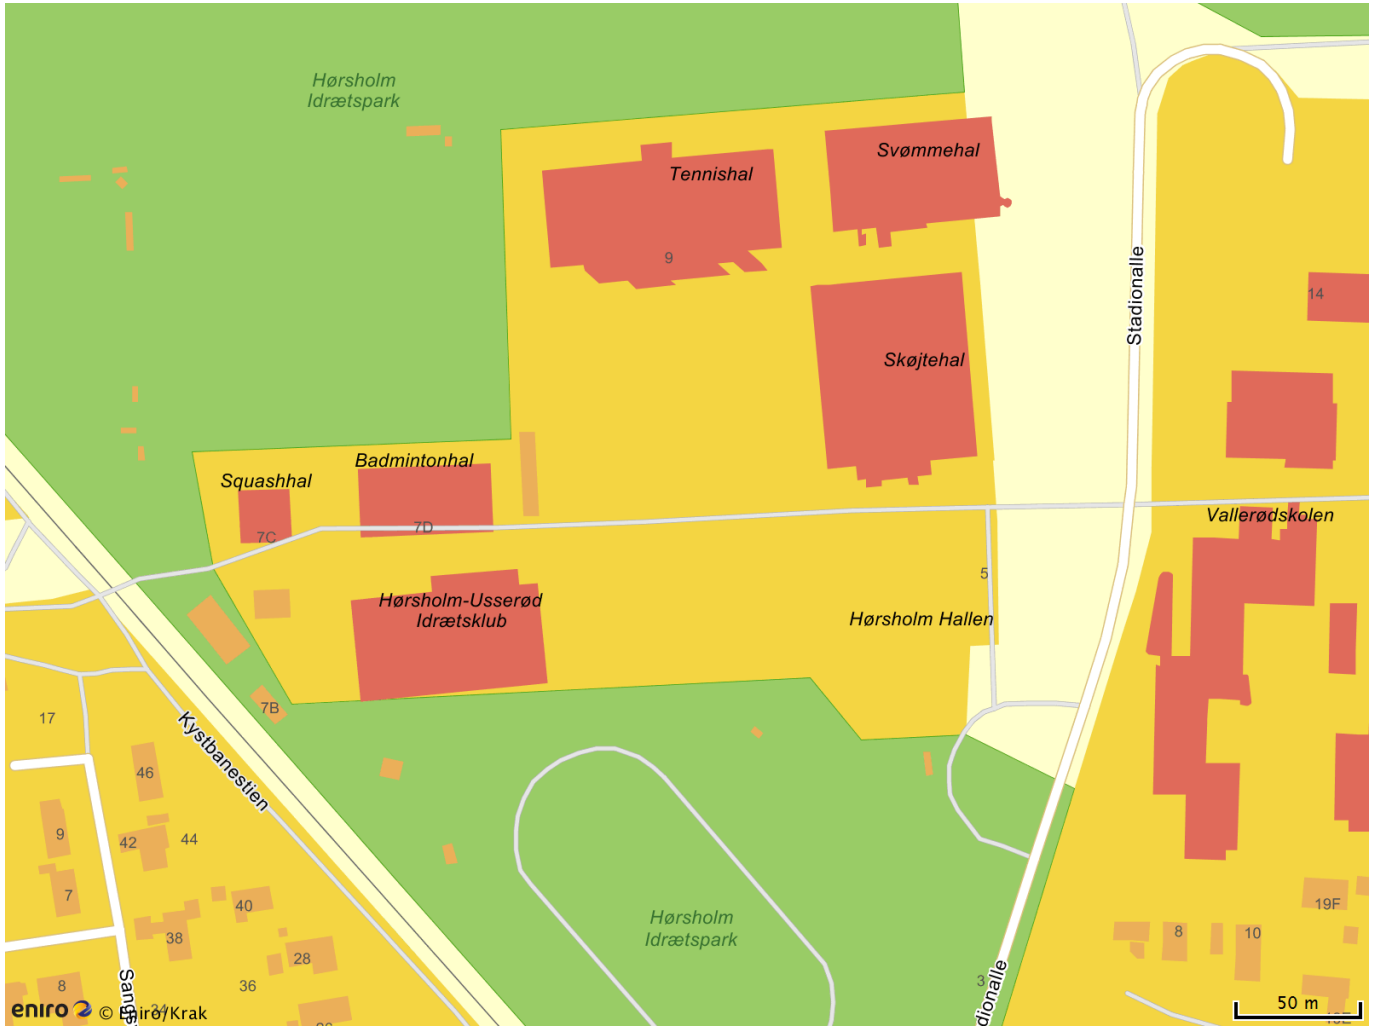 Hørsholm
Idrætspark
Svømmehal
Tennishal
9
Stadionalle
14
Skøjtehal
Badmintonhal
Squashhal
7D
7C
Vallerødskolen
5
Hørsholm-Usserød
Idrætsklub
Hørsholm Hallen
7B
17
Kystbanestien
46
9
42
44
7
40
38
28
36
8
Hørsholm
Idrætspark
19F
8
10
3
eniro © Eniro/Krak
50 m